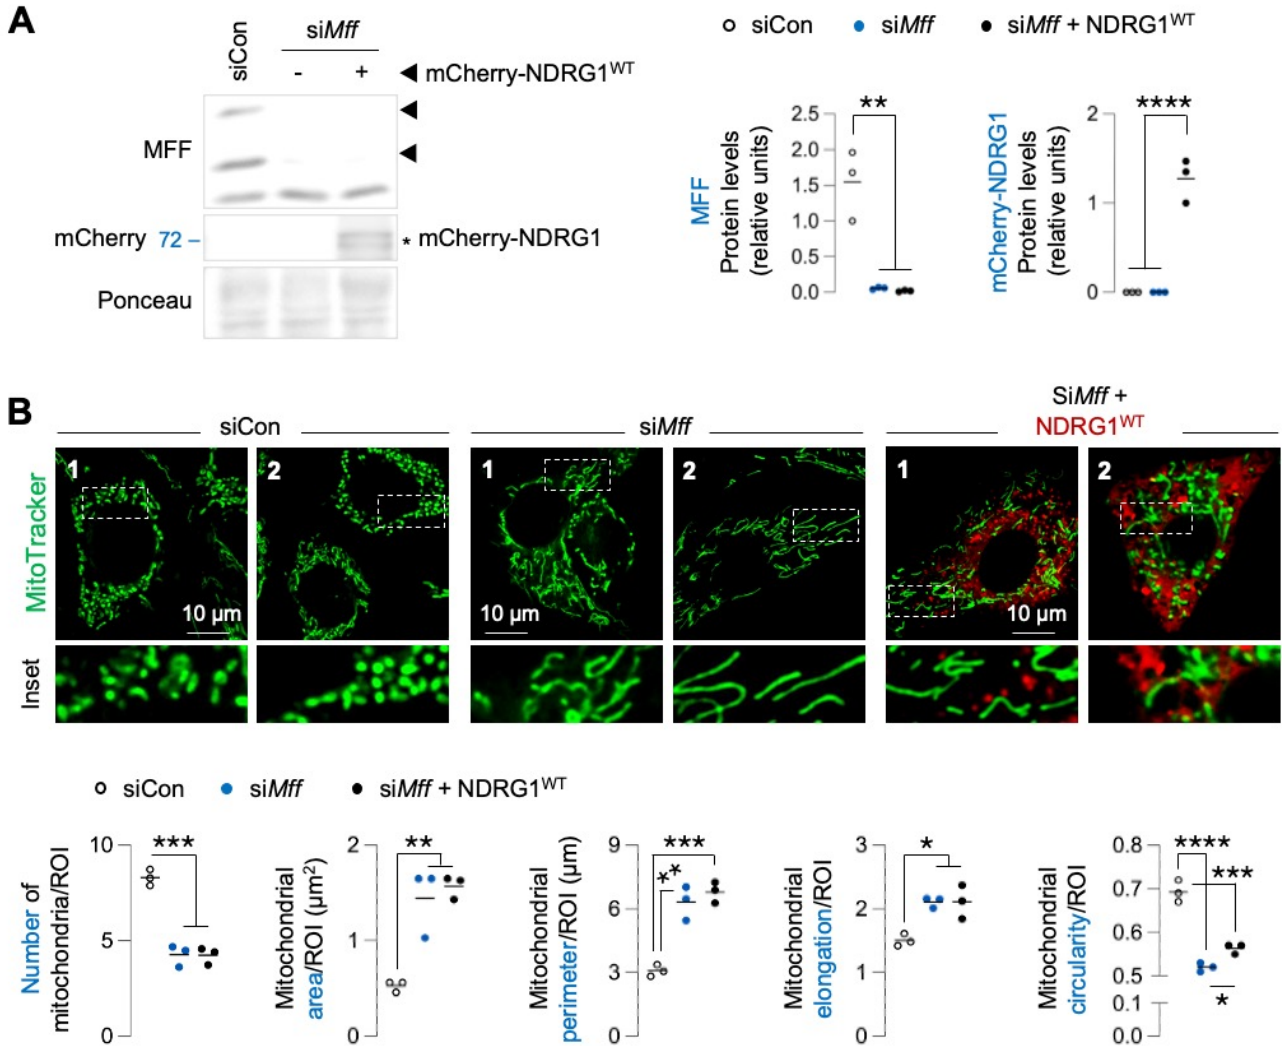 A
siCon
siMff
- +
mCherry-NDRG1WT
MFF
mCherry 72 –
* mCherry-NDRG1
Ponceau
siCon siMff siMff + NDRG1WT
MFF
Protein levels
(relative units)
2.5
2.0
1.5
1.0
0.5
0.0
**
mCherry-NDRG1
Protein levels
(relative units)
2
1
0
****
B
siCon
siMff
SiMff +
NDRG1WT
MitoTracker
1
10 µm
2
1
10 µm
2
1
10 µm
2
Inset
siCon siMff siMff + NDRG1WT
Number of
mitochondria/ROI
10
5
0
***
Mitochondrial
area/ROI (µm2)
2
1
0
**
Mitochondrial
perimeter/ROI (µm)
9
6
3
0
***
**
Mitochondrial
elongation/ROI
3
2
1
0
*
Mitochondrial
circularity/ROI
0.8
0.7
0.6
0.5
0.1
0.0
****
***
*